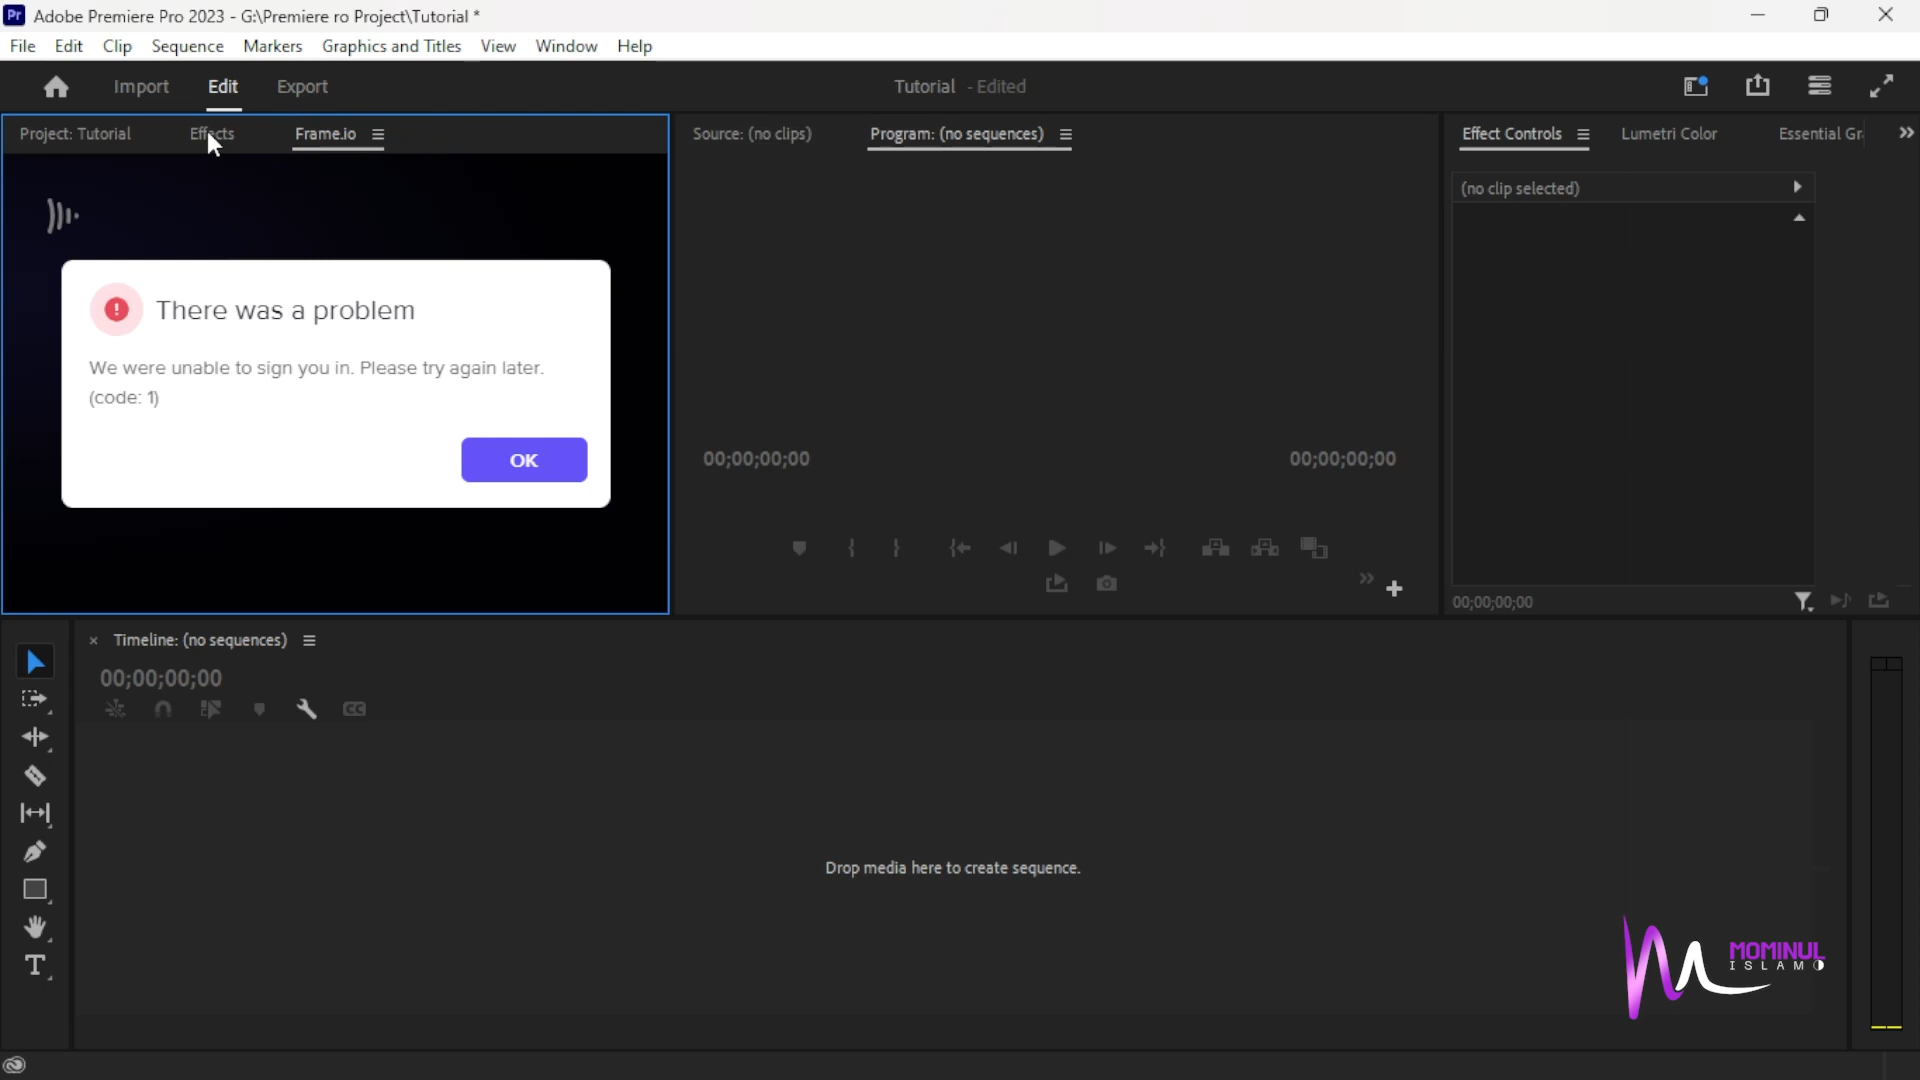 Pr Adobe Premiere Pro 2023 - G:\Premiere ro Project\Tutorial *
File Edit Clip Sequence Markers Graphics and Titles View Window Help
Import Edit Export Tutorial - Edited
Project: Tutorial Effects Frame.io
Source: (no clips) Program: (no sequences)
Effect Controls Lumetri Color Essential Gr
(no clip selected)
There was a problem
We were unable to sign you in. Please try again later.
(code: 1)
OK
00;00;00;00 00;00;00;00
00;00;00;00
× Timeline: (no sequences)
00;00;00;00
CC
Drop media here to create sequence.
T
MOMINUL
ISLAM